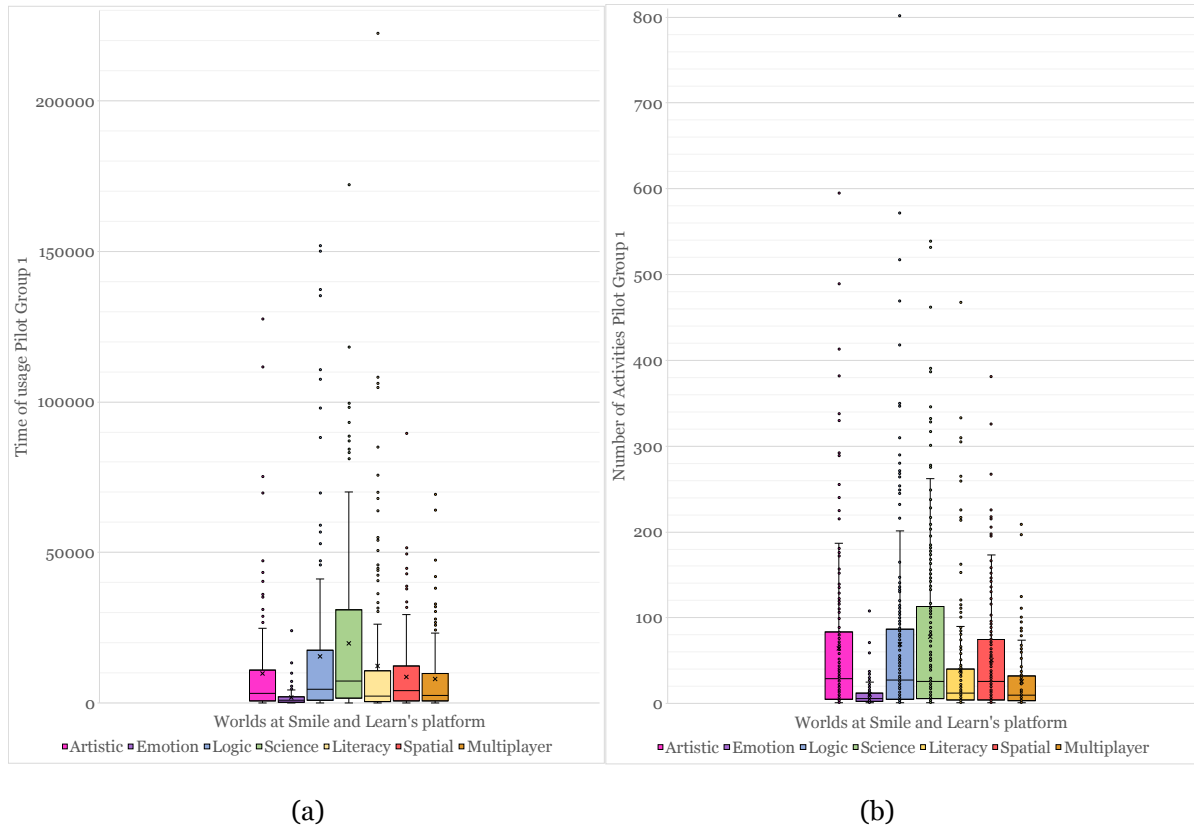 Time of usage Pilot Group 1
200000
150000
100000
50000
0
Worlds at Smile and Learn's platform
Artistic Emotion Logic Science Literacy Spatial Multiplayer
(a)
Number of Activities Pilot Group 1
800
700
600
500
400
300
200
100
0
Worlds at Smile and Learn's platform
Artistic Emotion Logic Science Literacy Spatial Multiplayer
(b)